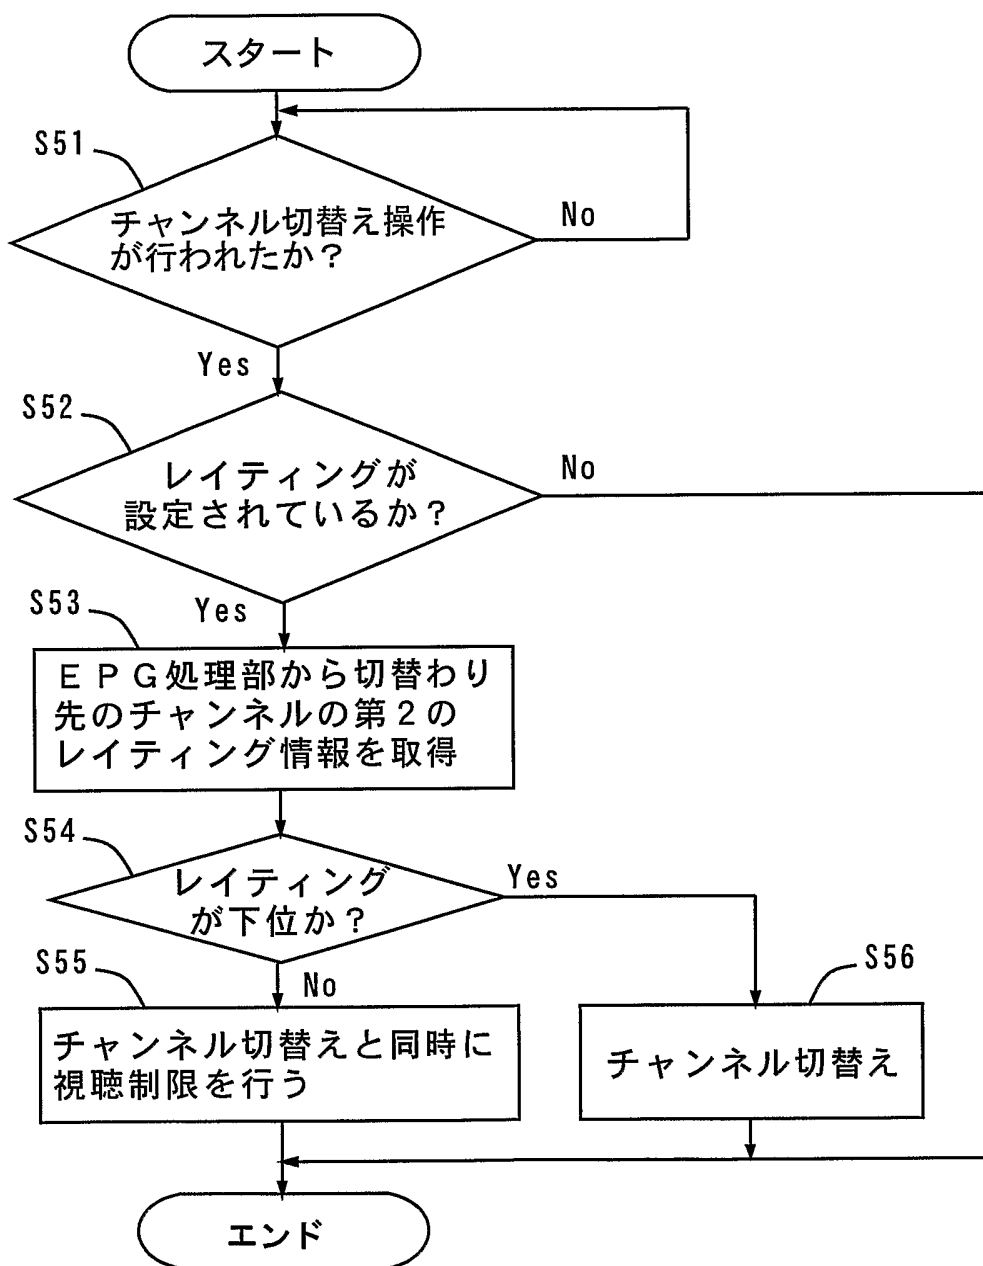 スタート
S51
チャンネル切替え操作
が行われたか？
No
Yes
S52
レイティングが
設定されているか？
No
Yes
S53
ＥＰＧ処理部から切替わり
先のチャンネルの第２の
レイティング情報を取得
S54
レイティング
が下位か？
Yes
No
S55
チャンネル切替えと同時に
視聴制限を行う
S56
チャンネル切替え
エンド